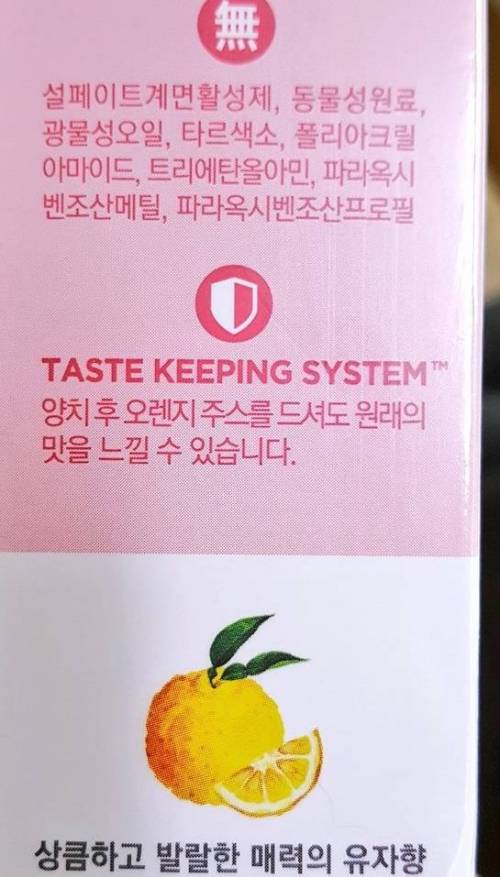 無
설페이트계면활성제, 동물성원료,
광물성오일, 타르색소, 폴리아크릴
아마이드, 트리에탄올아민, 파라옥시
벤조산메틸, 파라옥시벤조산프로필
TASTE KEEPING SYSTEM™
양치 후 오렌지 주스를 드셔도 원래의
맛을 느낄 수 있습니다.
상큼하고 발랄한 매력의 유자향